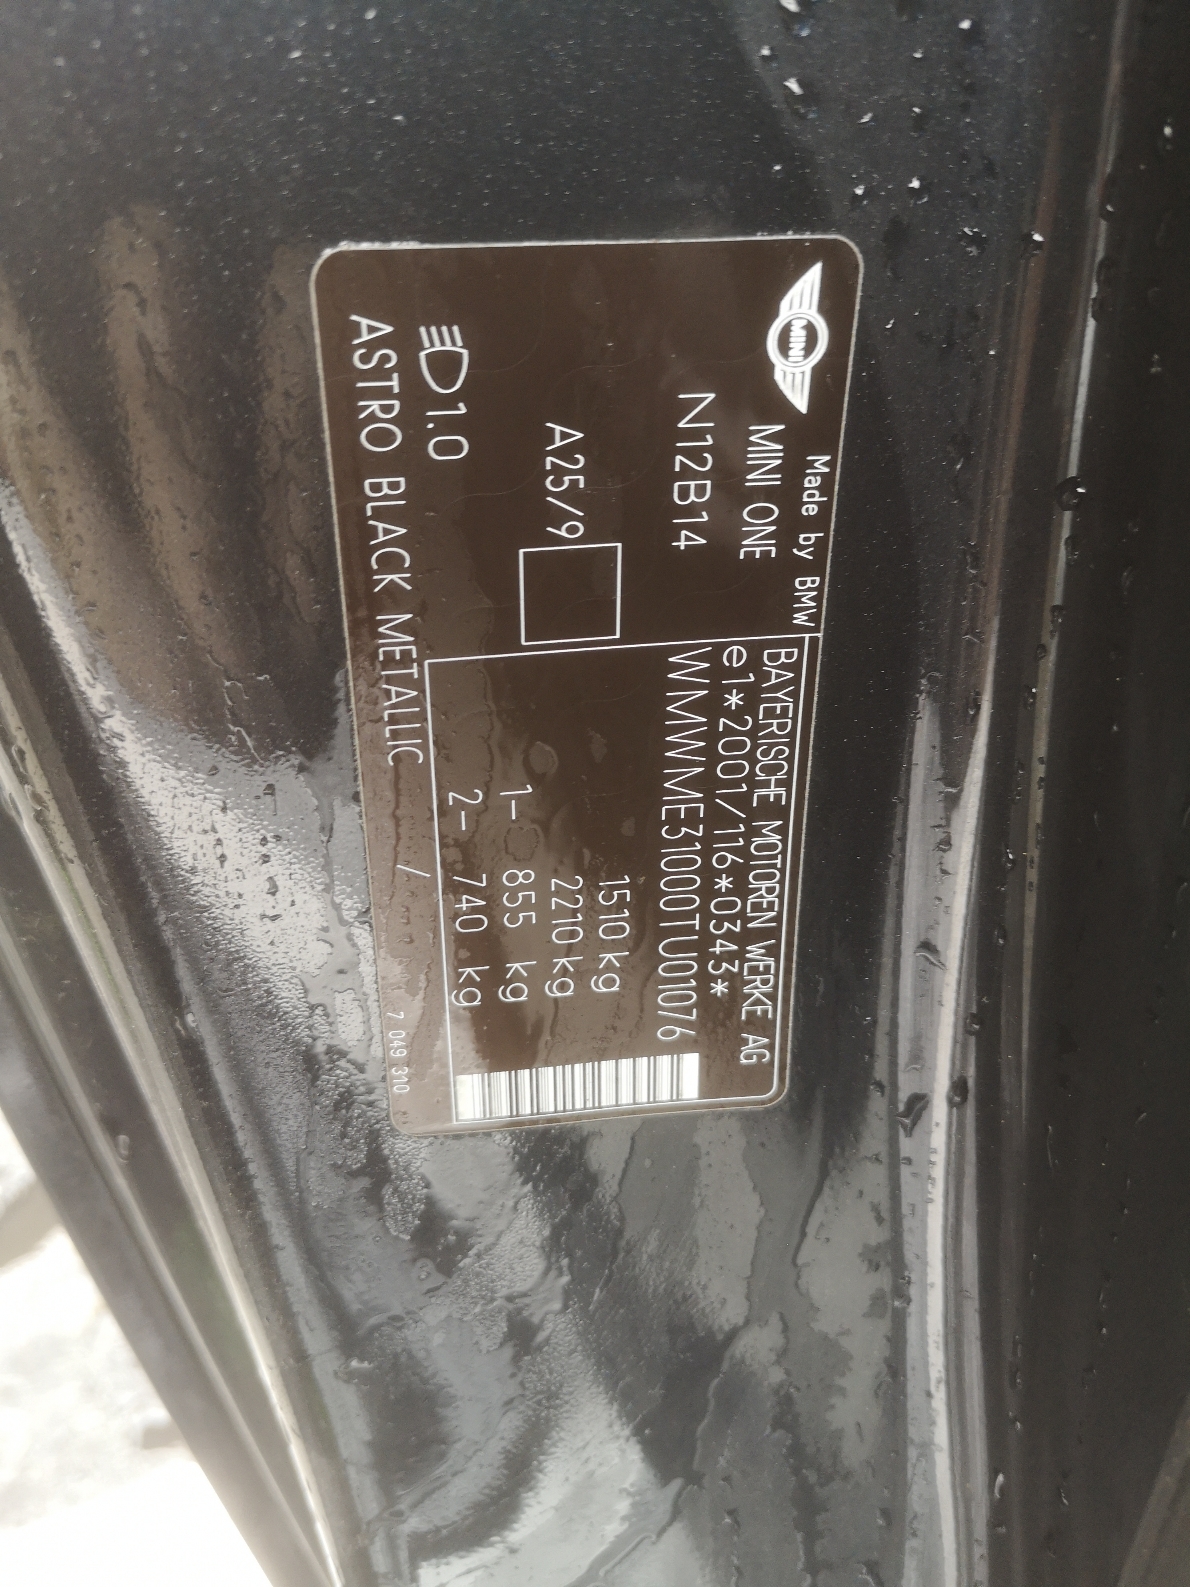 MINI
Made by BMW
MINI ONE
N12B14
A25/9
1.0
ASTRO BLACK METALLIC /
BAYERISCHE MOTOREN WERKE AG
e1*2001/116*0343*
WMWME31000TU01076
1510 kg
2210 kg
1- 855 kg
2- 740 kg
7 049 310